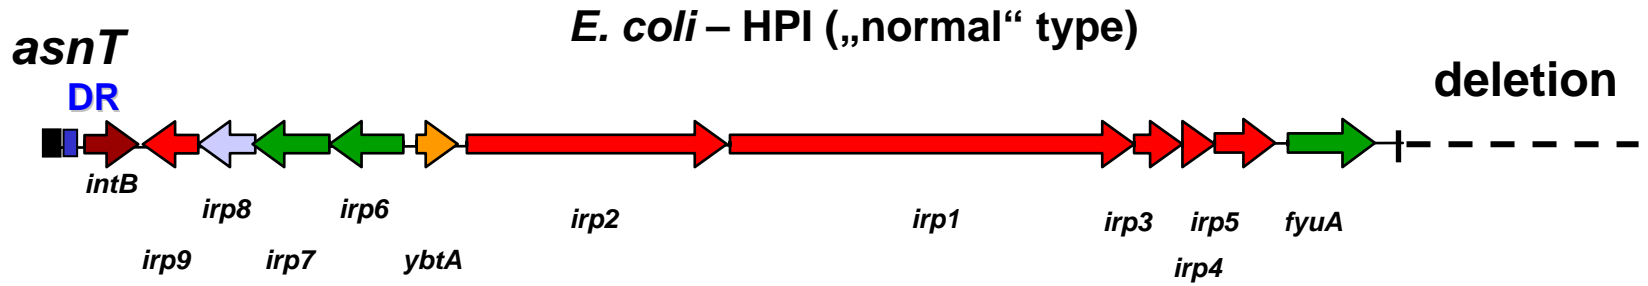 E. coli – HPI („normal“ type)
asnT
deletion
DR
intB
irp8
irp6
irp2
irp1
irp3
irp5
fyuA
irp9
irp7
ybtA
irp4